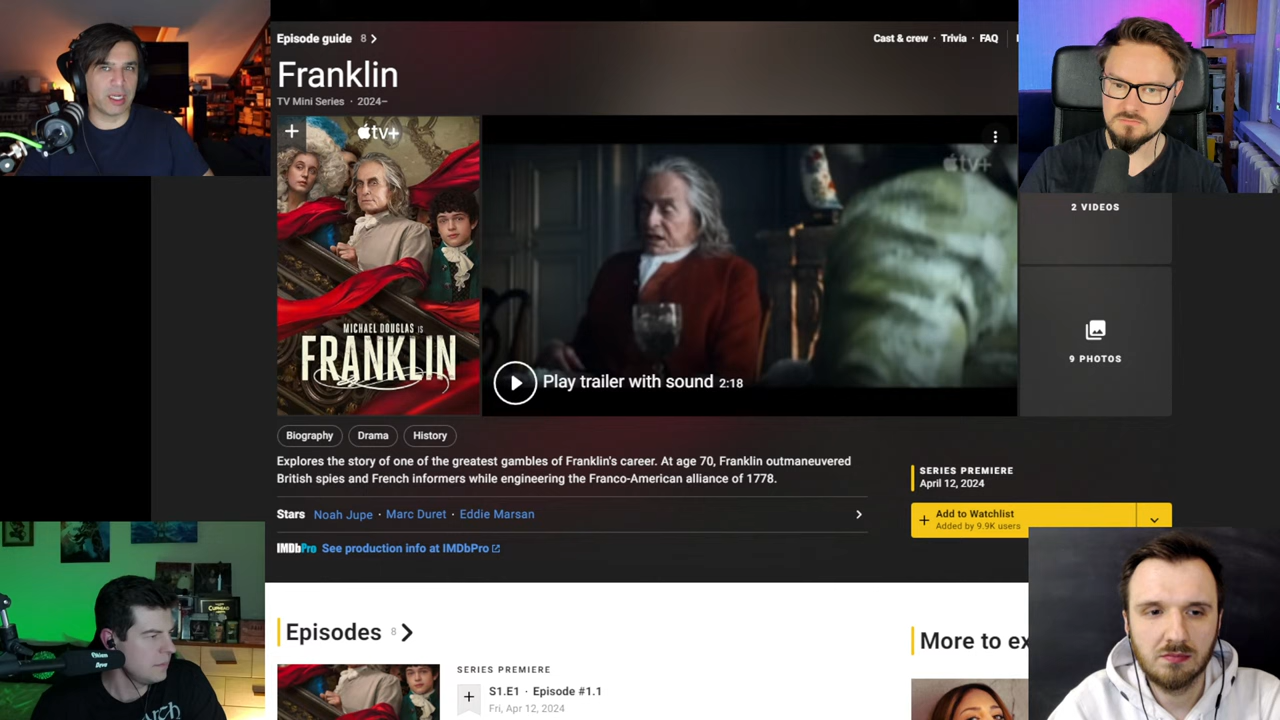 Episode guide 8
Cast & crew · Trivia · FAQ
Franklin
TV Mini Series · 2024–
tv+
tv+
2 VIDEOS
9 PHOTOS
MICHAEL DOUGLAS IS
FRANKLIN
Play trailer with sound 2:18
Biography
Drama
History
Explores the story of one of the greatest gambles of Franklin's career. At age 70, Franklin outmaneuvered
British spies and French informers while engineering the Franco-American alliance of 1778.
SERIES PREMIERE
April 12, 2024
Stars Noah Jupe · Marc Duret · Eddie Marsan
+ Add to Watchlist
Added by 9.9K users
IMDbPro See production info at IMDbPro
Episodes 8
More to ex
SERIES PREMIERE
S1.E1 · Episode #1.1
Fri, Apr 12, 2024
CUPHEAD